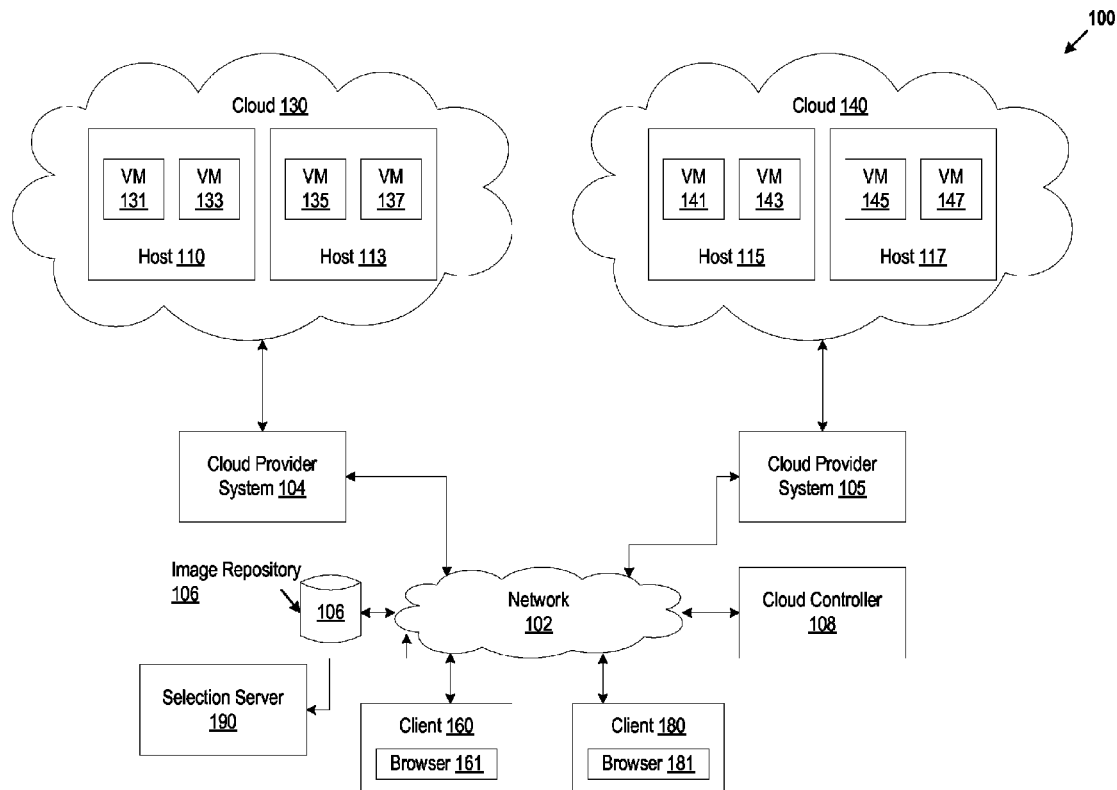 100
Cloud 130
Cloud 140
VM
131
VM
133
VM
135
VM
137
VM
141
VM
143
VM
145
VM
147
Host 110
Host 113
Host 115
Host 117
Cloud Provider
System 104
Cloud Provider
System 105
Image Repository
106
106
Network
102
Cloud Controller
108
Selection Server
190
Client 160
Browser 161
Client 180
Browser 181